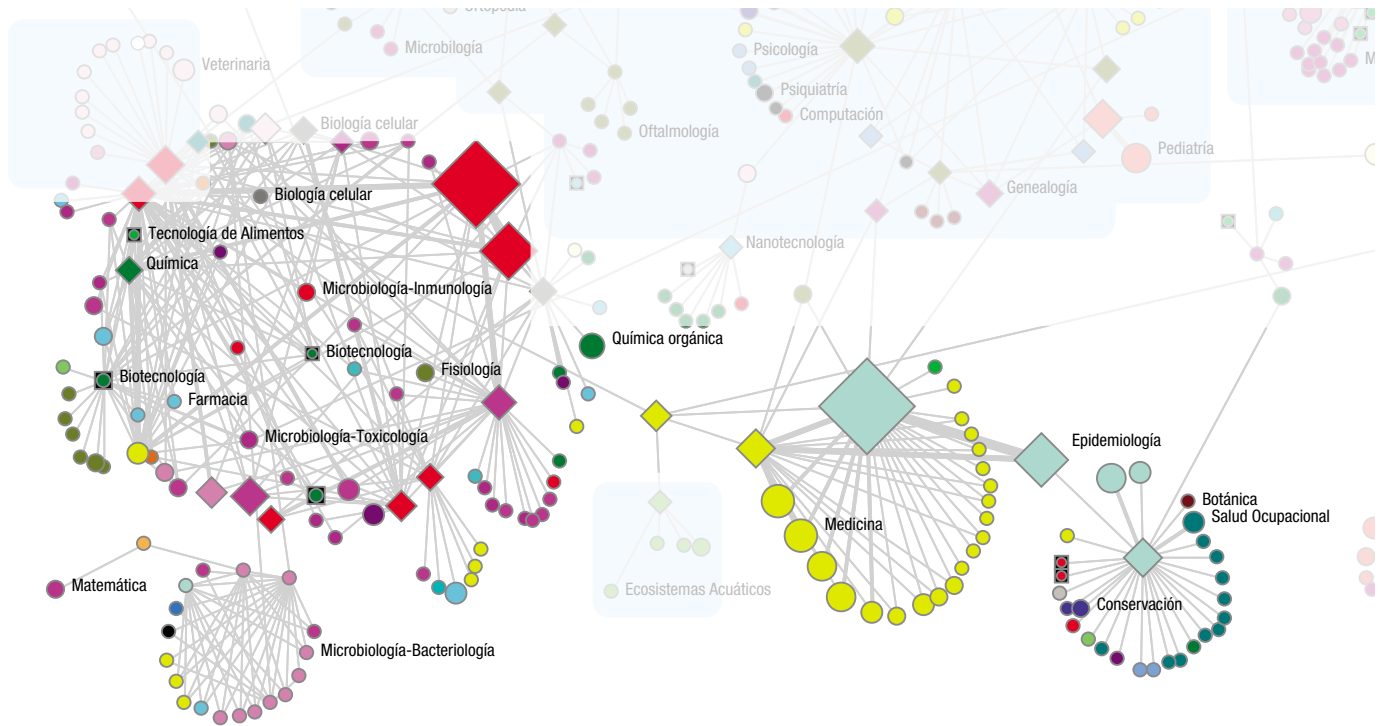 Ortopedia
Microbilogía
Psicología
Veterinaria
Psiquiatría
Computación
Biología celular
Oftalmología
Pediatría
Genealogía
Biología celular
Tecnología de Alimentos
Nanotecnología
Química
Microbiología-Inmunología
Química orgánica
Biotecnología
Biotecnología
Fisiología
Farmacia
Microbiología-Toxicología
Epidemiología
Botánica
Medicina
Salud Ocupacional
Matemática
Ecosistemas Acuáticos
Conservación
Microbiología-Bacteriología